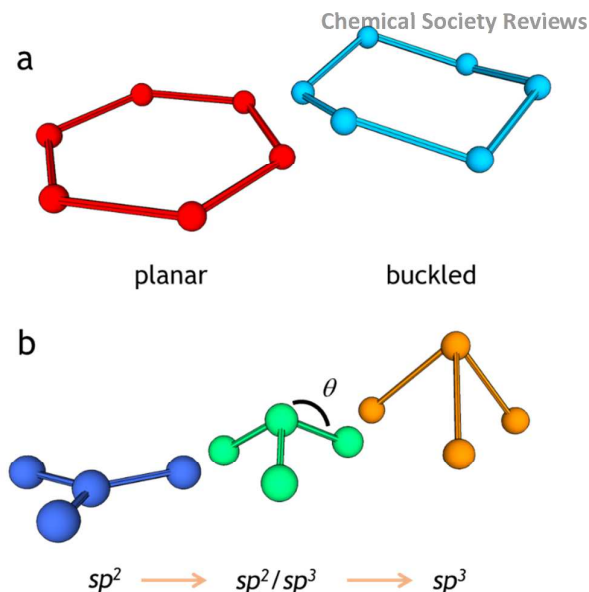 Chemical Society Reviews
a
planar buckled
b
θ
sp² sp²/sp³ sp³